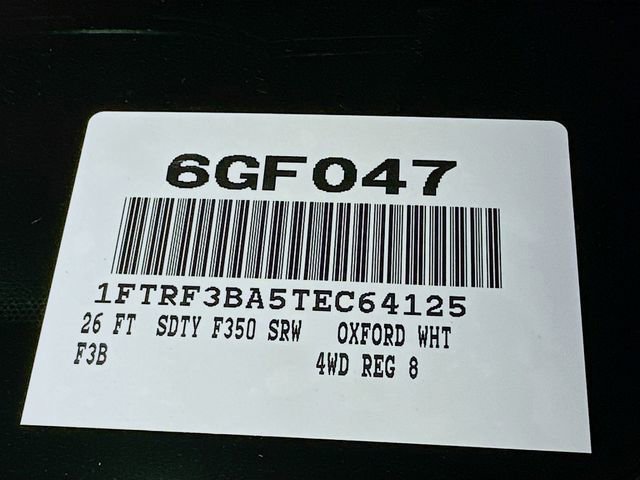 6GF047
1FTRF3BA5TEC64125
26 FT SDTY F350 SRW OXFORD WHT
F3B 4WD REG 8